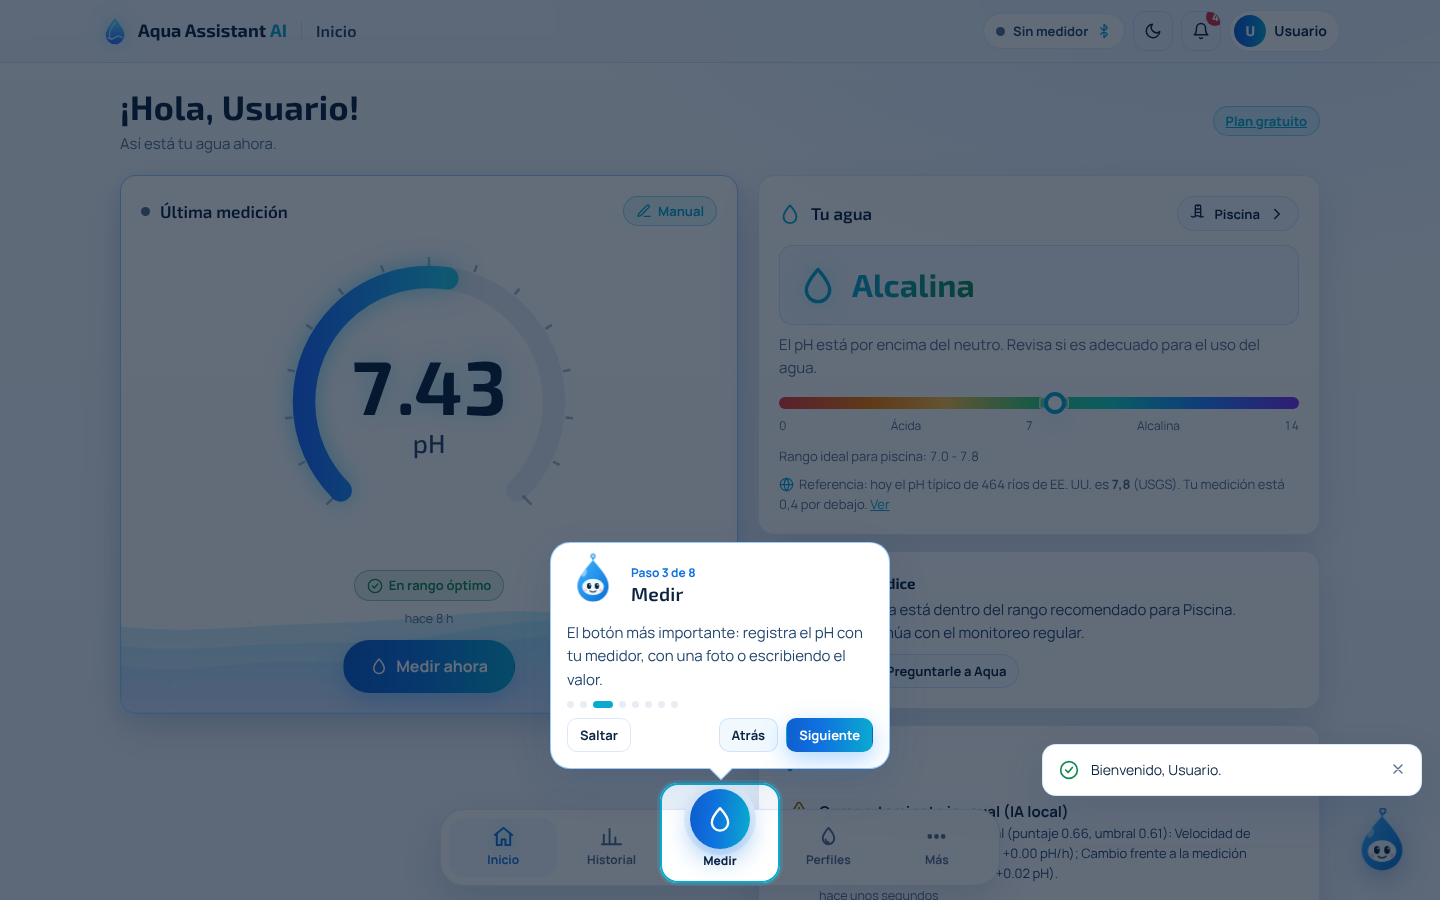 Aqua Assistant AI
Inicio
Sin medidor
4
U
Usuario
¡Hola, Usuario!
Así está tu agua ahora.
Plan gratuito
Última medición
Manual
7.43
pH
En rango óptimo
hace 8 h
Medir ahora
Tu agua
Piscina
Alcalina
El pH está por encima del neutro. Revisa si es adecuado para el uso del
agua.
0
Ácida
7
Alcalina
14
Rango ideal para piscina: 7.0 - 7.8
Referencia: hoy el pH típico de 464 ríos de EE. UU. es 7,8 (USGS). Tu medición está
0,4 por debajo. Ver
está dentro del rango recomendado para Piscina.
con el monitoreo regular.
Preguntarle a Aqua
Paso 3 de 8
Medir
El botón más importante: registra el pH con
tu medidor, con una foto o escribiendo el
valor.
Saltar
Atrás
Siguiente
Bienvenido, Usuario.
(IA local)
(puntaje 0.66, umbral 0.61): Velocidad de
+0.00 pH/h); Cambio frente a la medición
+0.02 pH).
hace unos segundos
Inicio
Historial
Medir
Perfiles
Más